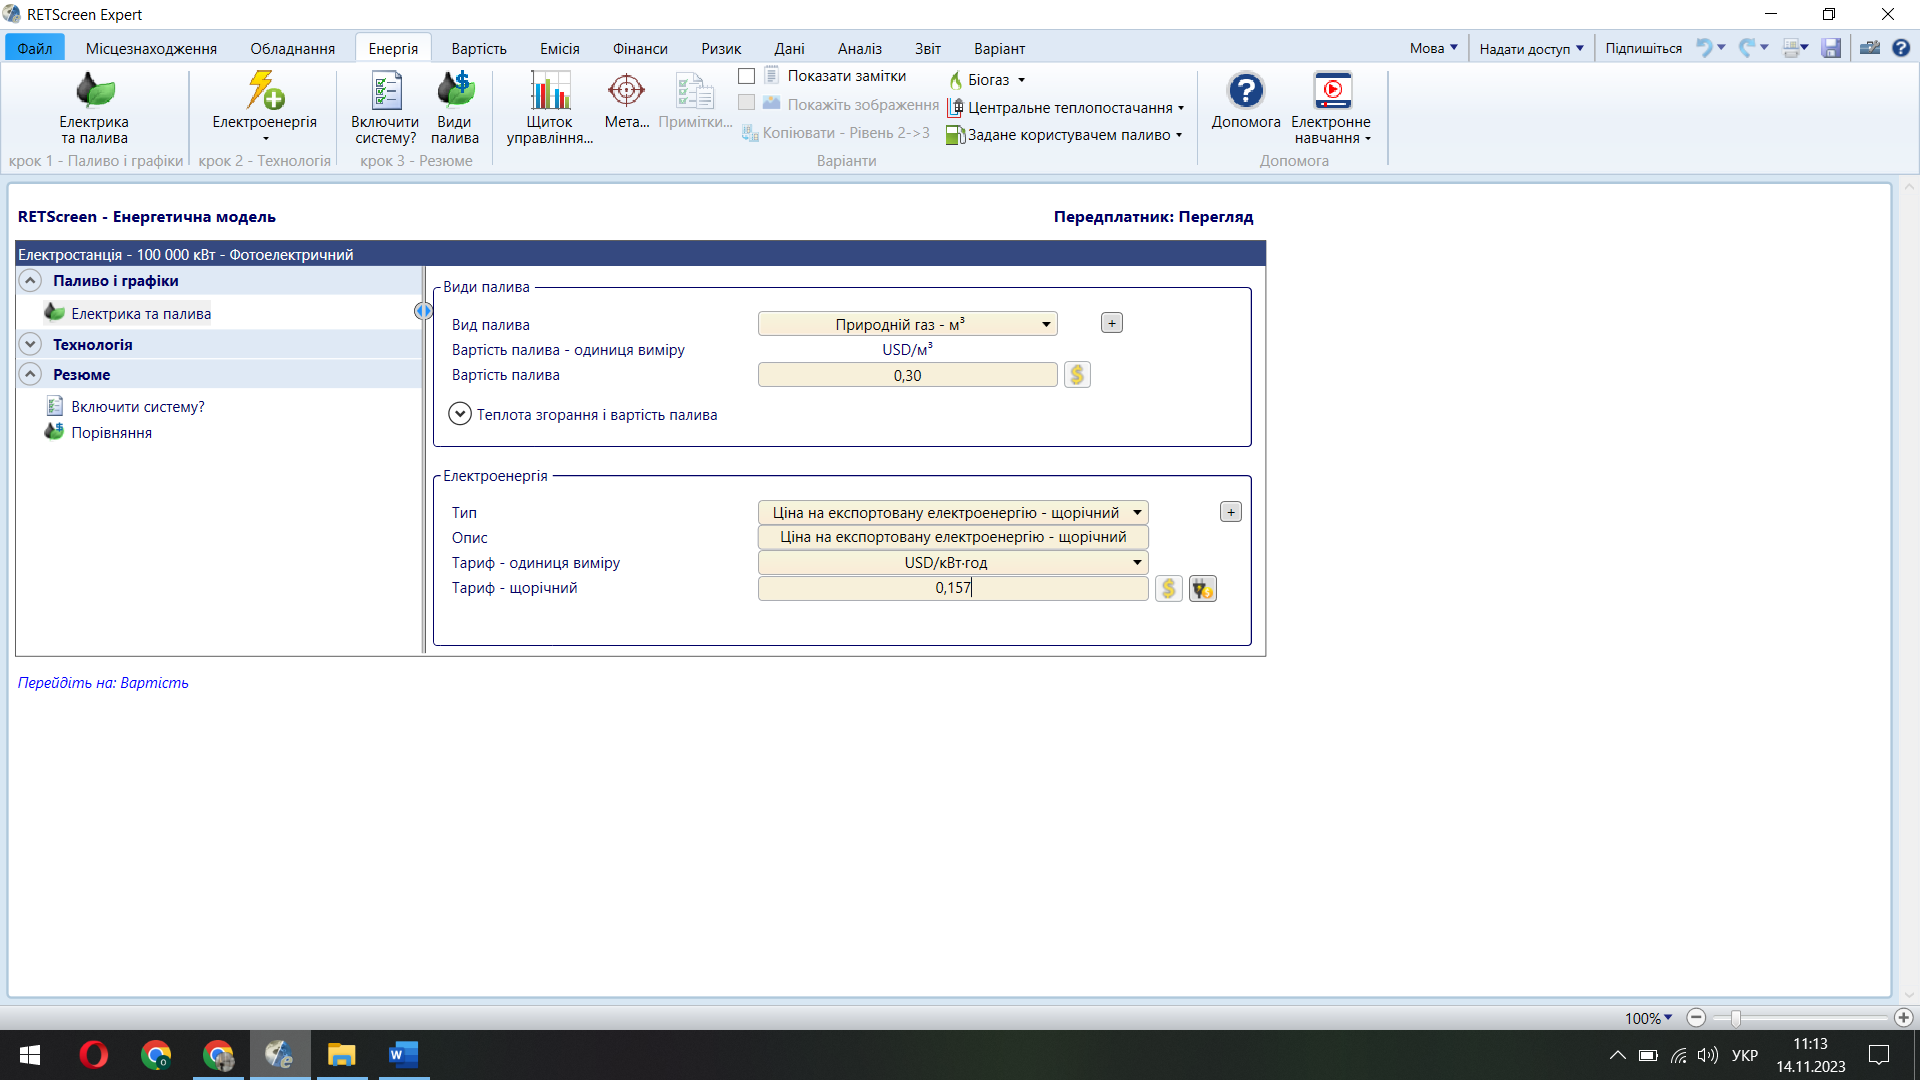 RETScreen Expert
Файл Місцезнаходження Обладнання Енергія Вартість Емісія Фінанси Ризик Дані Аналіз Звіт Варіант Мова Надати доступ Підпишіться
Електрика та палива
Електроенергія
Включити систему?
Види палива
Щиток управління...
Мета...
Примітки...
Показати замітки
Покажіть зображення
Копіювати - Рівень 2->3
Біогаз
Центральне теплопостачання
Задане користувачем паливо
Допомога
Електронне навчання
крок 1 - Паливо і графіки крок 2 - Технологія крок 3 - Резюме Варіанти Допомога
RETScreen - Енергетична модель Передплатник: Перегляд
Електростанція - 100 000 кВт - Фотоелектричний
Паливо і графіки
Електрика та палива
Технологія
Резюме
Включити систему?
Порівняння
Види палива
Вид палива Природній газ - м³ +
Вартість палива - одиниця виміру USD/м³
Вартість палива 0,30 $
Теплота згорання і вартість палива
Електроенергія
Тип Ціна на експортовану електроенергію - щорічний +
Опис Ціна на експортовану електроенергію - щорічний
Тариф - одиниця виміру USD/кВт·год
Тариф - щорічний 0,157 $
Перейдіть на: Вартість
100%
УКР
11:13
14.11.2023